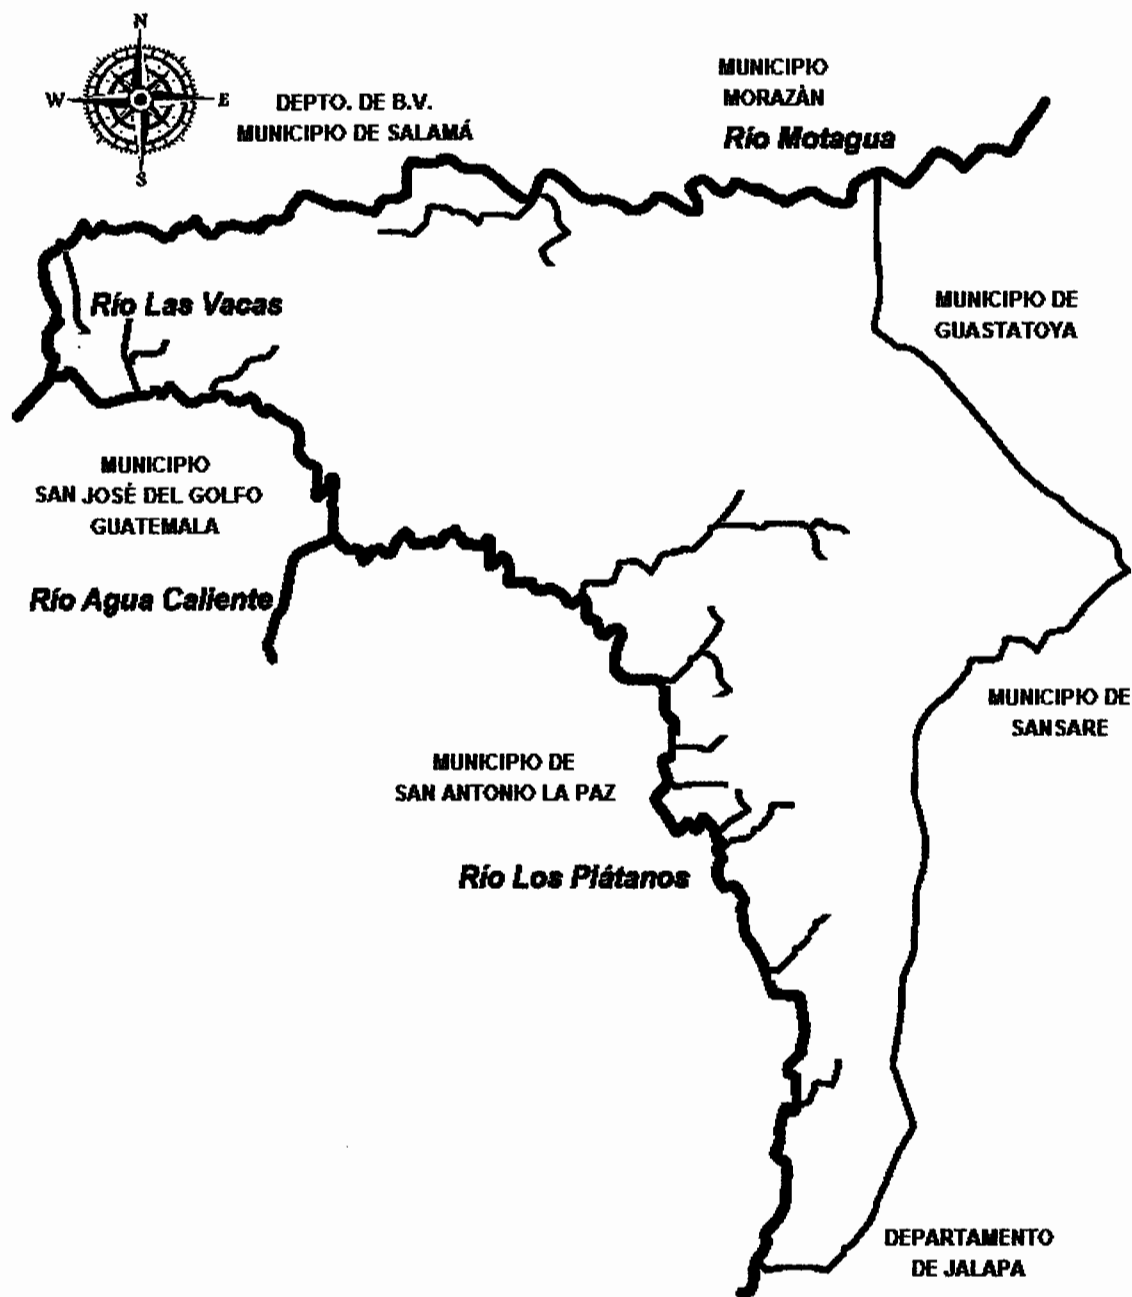 N
W
E
S
DEPTO. DE B.V.
MUNICIPIO DE SALAMÁ
MUNICIPIO
MORAZÀN
Río Motagua
Río Las Vacas
MUNICIPIO DE
GUASTATOYA
MUNICIPIO
SAN JOSÉ DEL GOLFO
GUATEMALA
Río Agua Caliente
MUNICIPIO DE
SANSARE
MUNICIPIO DE
SAN ANTONIO LA PAZ
Río Los Plátanos
DEPARTAMENTO
DE JALAPA